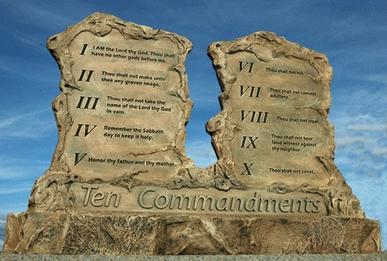 I
I AM the Lord thy God. Thou shalt
have no other gods before me.
II
Thou shalt not make unto
thee any graven image.
III
Thou shalt not take the
name of the Lord thy God
in vain.
IV
Remember the Sabbath
day to keep it holy.
V
Honor thy father and thy mother.
VI
Thou shalt not kill.
VII
Thou shalt not commit
adultery.
VIII
Thou shalt not steal.
IX
Thou shalt not bear
false witness against
thy neighbor.
X
Thou shalt not covet.
Ten Commandments